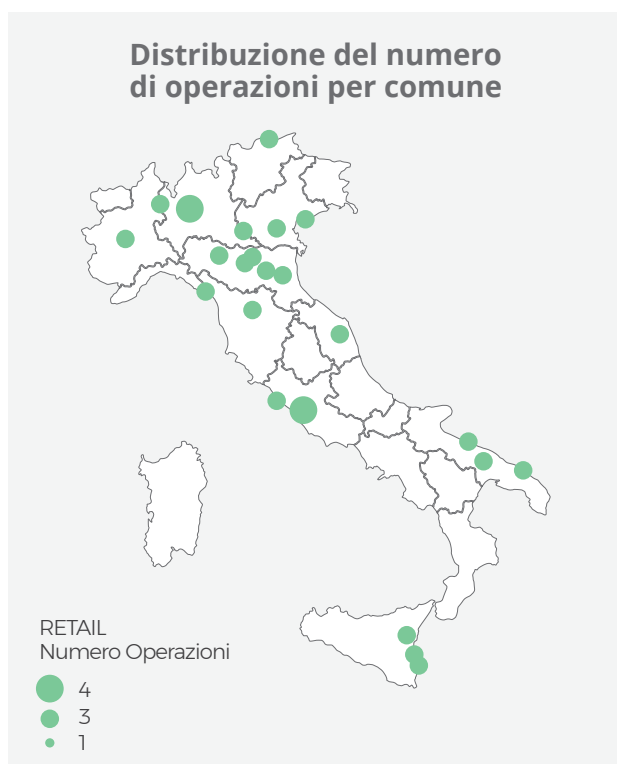 Distribuzione del numero
di operazioni per comune
RETAIL
Numero Operazioni
4
3
1